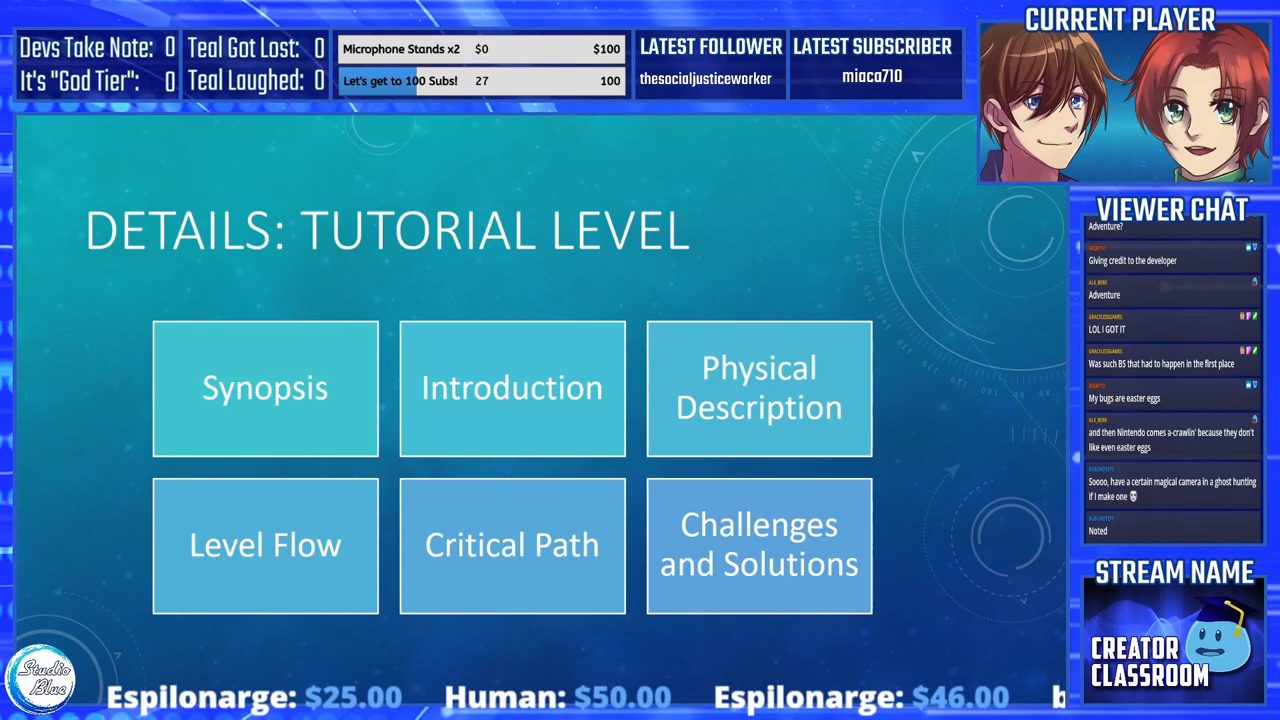 CURRENT PLAYER
Devs Take Note: 0
It's "God Tier": 0
Teal Got Lost: 0
Teal Laughed: 0
Microphone Stands x2 $0 $100
Let's get to 100 Subs! 27 100
LATEST FOLLOWER
thesocialjusticeworker
LATEST SUBSCRIBER
miaca710
DETAILS: TUTORIAL LEVEL
Synopsis
Introduction
Physical
Description
Level Flow
Critical Path
Challenges
and Solutions
VIEWER CHAT
Adventure?
Giving credit to the developer
ALX_BERK
Adventure
GRACELESSGAMES
LOL I GOT IT
GRACELESSGAMES
Was such BS that had to happen in the first place
My bugs are easter eggs
ALX_BERK
and then Nintendo comes a-crawlin' because they don't
like even easter eggs
Soooo, have a certain magical camera in a ghost hunting
if I make one
Noted
STREAM NAME
CREATOR
CLASSROOM
Studio
Blue
Espilonarge: $25.00 Human: $50.00 Espilonarge: $46.00 b